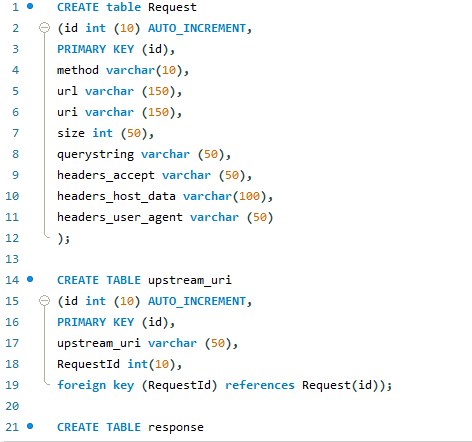 1 CREATE table Request
2 (id int (10) AUTO_INCREMENT,
3 PRIMARY KEY (id),
4 method varchar(10),
5 url varchar (150),
6 uri varchar (150),
7 size int (50),
8 querystring varchar (50),
9 headers_accept varchar (50),
10 headers_host_data varchar(100),
11 headers_user_agent varchar (50)
12 );
13
14 CREATE TABLE upstream_uri
15 (id int (10) AUTO_INCREMENT,
16 PRIMARY KEY (id),
17 upstream_uri varchar (50),
18 RequestId int(10),
19 foreign key (RequestId) references Request(id));
20
21 CREATE TABLE response